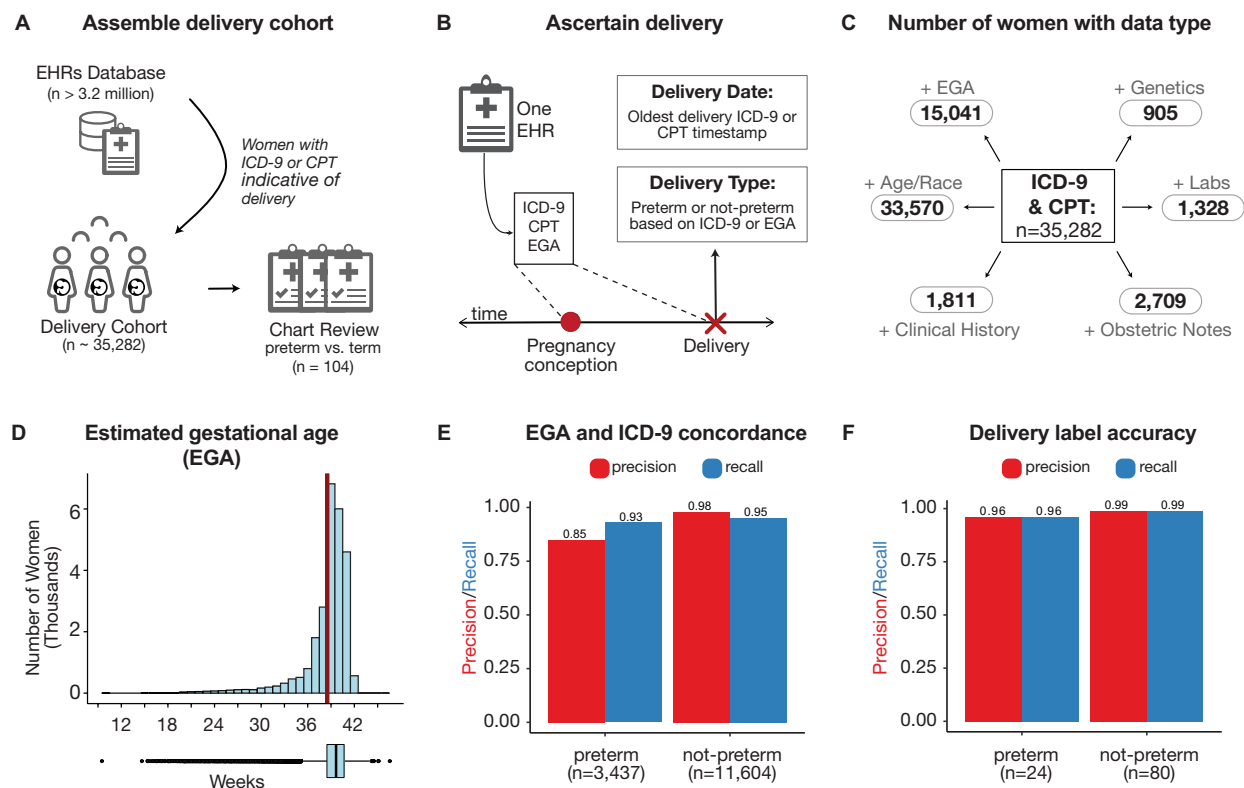 A Assemble delivery cohort
EHRs Database
(n > 3.2 million)
Women with
ICD-9 or CPT
indicative of
delivery
Delivery Cohort
(n ~ 35,282)
Chart Review
preterm vs. term
(n = 104)
B Ascertain delivery
One
EHR
ICD-9
CPT
EGA
Delivery Date:
Oldest delivery ICD-9 or
CPT timestamp
Delivery Type:
Preterm or not-preterm
based on ICD-9 or EGA
time
Pregnancy
conception
Delivery
C Number of women with data type
+ EGA
15,041
+ Genetics
905
+ Age/Race
33,570
ICD-9
& CPT:
n=35,282
+ Labs
1,328
1,811
+ Clinical History
2,709
+ Obstetric Notes
D Estimated gestational age
(EGA)
Number of Women
(Thousands)
6
4
2
0
12 18 24 30 36 42
Weeks
E EGA and ICD-9 concordance
precision recall
Precision/Recall
1.00
0.75
0.50
0.25
0.00
0.85 0.93 0.98 0.95
preterm not-preterm
(n=3,437) (n=11,604)
F Delivery label accuracy
precision recall
Precision/Recall
1.00
0.75
0.50
0.25
0.00
0.96 0.96 0.99 0.99
preterm not-preterm
(n=24) (n=80)